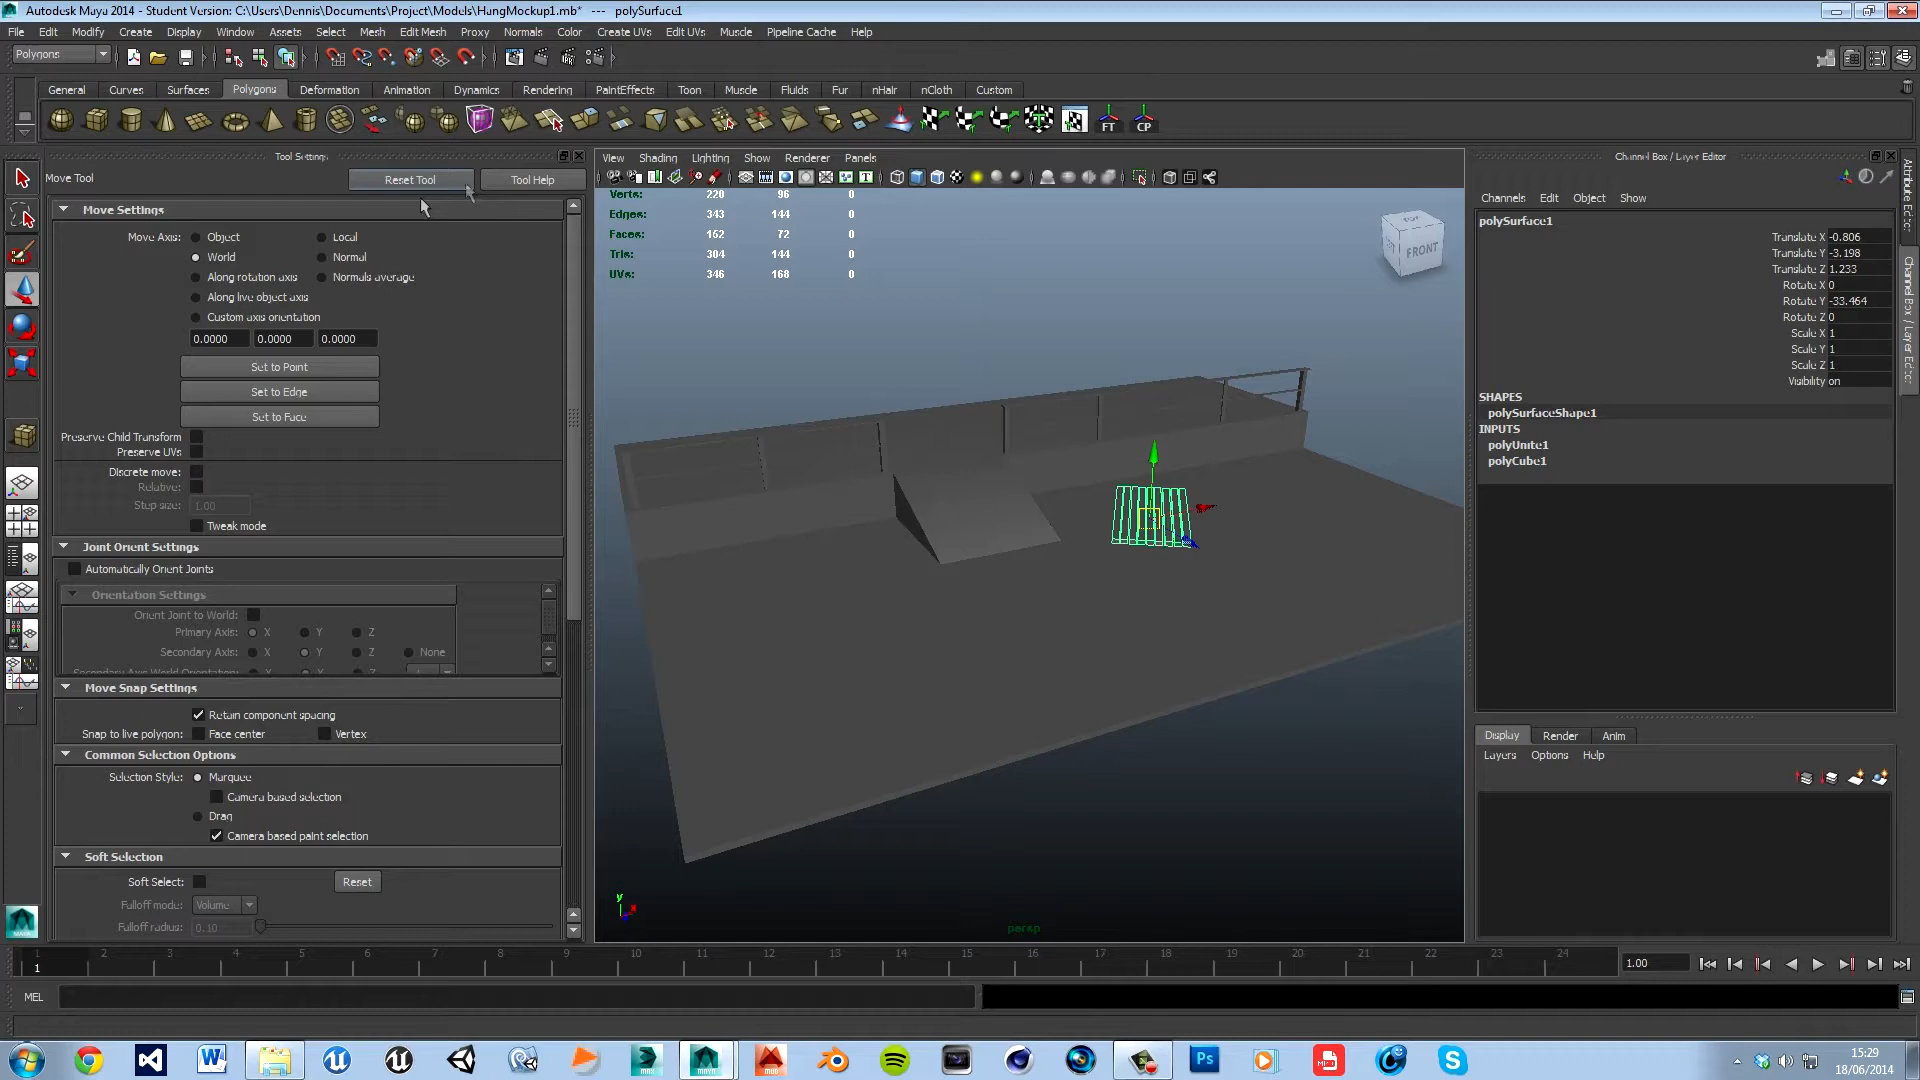 Autodesk Maya 2014 - Student Version: C:\Users\Dennis\Documents\Project\Models\HangMockup1.mb* --- polySurface1
File Edit Modify Create Display Window Assets Select Mesh Edit Mesh Proxy Normals Color Create UVs Edit UVs Muscle Pipeline Cache Help
Polygons
General Curves Surfaces Polygons Deformation Animation Dynamics Rendering PaintEffects Toon Muscle Fluids Fur nHair nCloth Custom
FT CP
Tool Settings
Move Tool Reset Tool Tool Help
Move Settings
Move Axis: Object Local
World Normal
Along rotation axis Normals average
Along live object axis
Custom axis orientation
0.0000 0.0000 0.0000
Set to Point
Set to Edge
Set to Face
Preserve Child Transform
Preserve UVs
Discrete move:
Relative:
Step size: 1.00
Tweak mode
Joint Orient Settings
Automatically Orient Joints
Orientation Settings
Orient Joint to World:
Primary Axis: X Y Z
Secondary Axis: X Y Z None
Secondary Axis World Orientation: X Y Z
Move Snap Settings
Retain component spacing
Snap to live polygon: Face center Vertex
Common Selection Options
Selection Style: Marquee
Camera based selection
Drag
Camera based paint selection
Soft Selection
Soft Select: Reset
Falloff mode: Volume
Falloff radius: 0.10
View Shading Lighting Show Renderer Panels
Verts: 220 96 0
Edges: 343 144 0
Faces: 152 72 0
Tris: 304 144 0
UVs: 346 168 0
TOP
FRONT
y
persp
Channel Box / Layer Editor
Channels Edit Object Show
polySurface1
Translate X -0.806
Translate Y -3.198
Translate Z 1.233
Rotate X 0
Rotate Y -33.464
Rotate Z 0
Scale X 1
Scale Y 1
Scale Z 1
Visibility on
SHAPES
polySurfaceShape1
INPUTS
polyUnite1
polyCube1
Display Render Anim
Layers Options Help
Attribute Editor
Channel Box / Layer Editor
1 2 3 4 5 6 7 8 9 10 11 12 13 14 15 16 17 18 19 20 21 22 23 24
1
1.00
MEL
Ps
15:29
18/06/2014